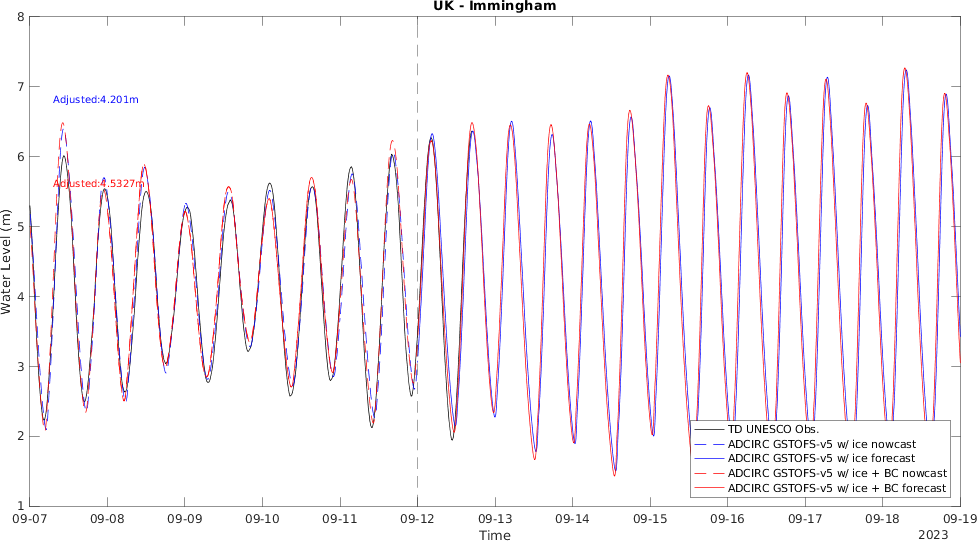 UK - Immingham
8
7
6
5
4
3
2
1
Water Level (m)
Adjusted:4.201m
Adjusted:4.5327m
TD UNESCO Obs.
ADCIRC GSTOFS-v5 w/ ice nowcast
ADCIRC GSTOFS-v5 w/ ice forecast
ADCIRC GSTOFS-v5 w/ ice + BC nowcast
ADCIRC GSTOFS-v5 w/ ice + BC forecast
09-07 09-08 09-09 09-10 09-11 09-12 09-13 09-14 09-15 09-16 09-17 09-18 09-19
Time
2023